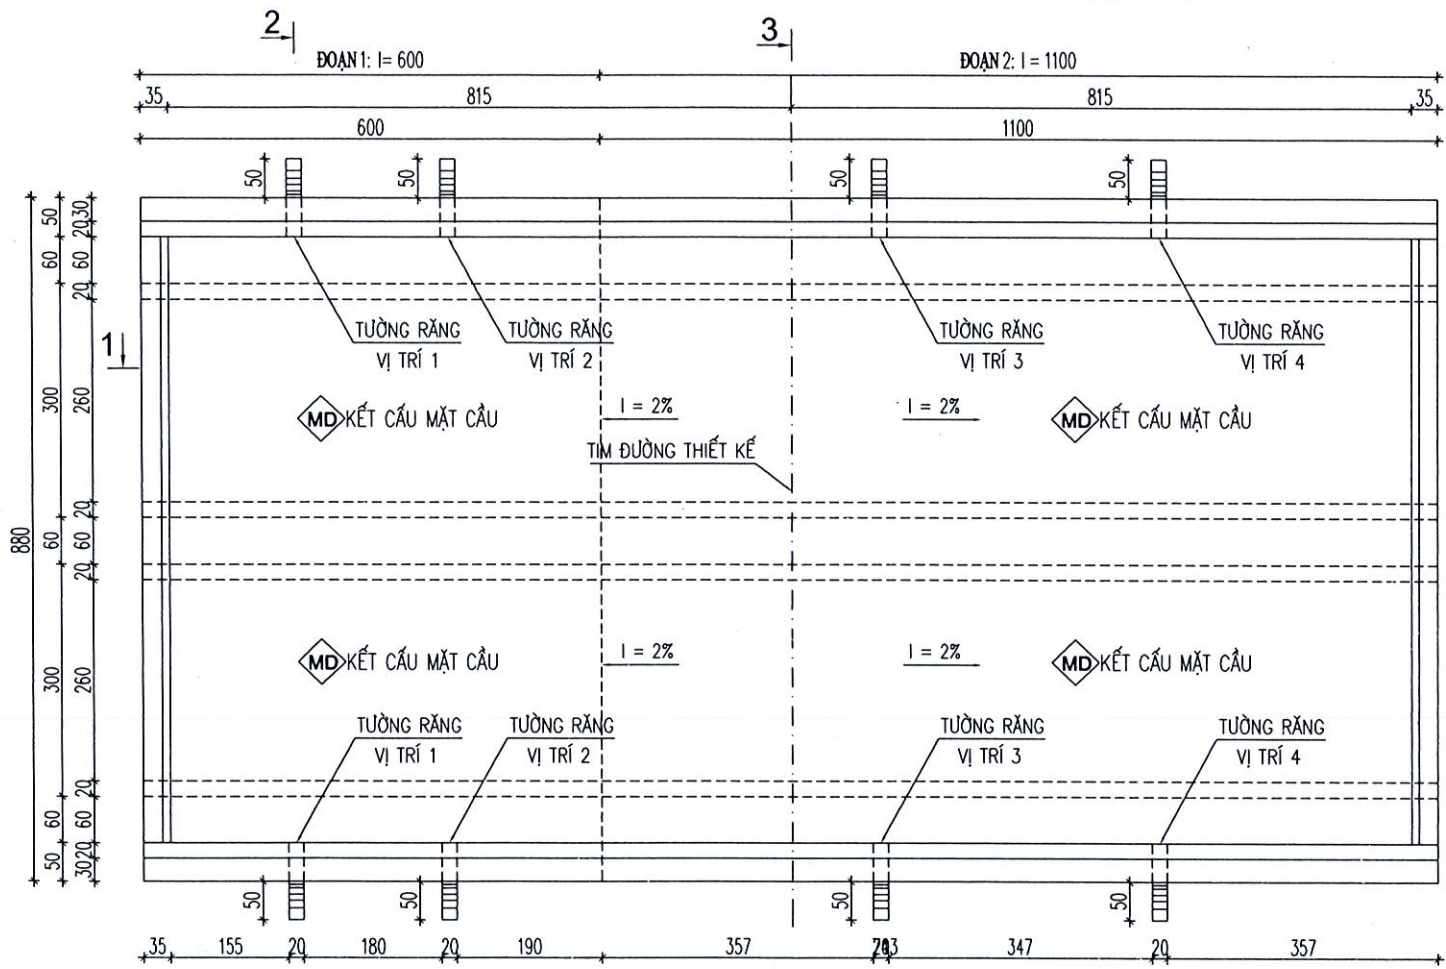 2
3
ĐOẠN 1: l= 600
ĐOẠN 2: l = 1100
35
815
815
35
600
1100
50
50
50
50
50
30
20
60
60
20
TƯỜNG RĂNG
VỊ TRÍ 1
TƯỜNG RĂNG
VỊ TRÍ 2
TƯỜNG RĂNG
VỊ TRÍ 3
TƯỜNG RĂNG
VỊ TRÍ 4
1
300
260
MD KẾT CẤU MẶT CẦU
I = 2%
I = 2%
MD KẾT CẤU MẶT CẦU
TIM ĐƯỜNG THIẾT KẾ
20
880
60
60
20
MD KẾT CẤU MẶT CẦU
I = 2%
I = 2%
MD KẾT CẤU MẶT CẦU
300
260
TƯỜNG RĂNG
VỊ TRÍ 1
TƯỜNG RĂNG
VỊ TRÍ 2
TƯỜNG RĂNG
VỊ TRÍ 3
TƯỜNG RĂNG
VỊ TRÍ 4
20
60
60
50
20
30
50
50
50
50
35
155
20
180
20
190
357
347
20
357